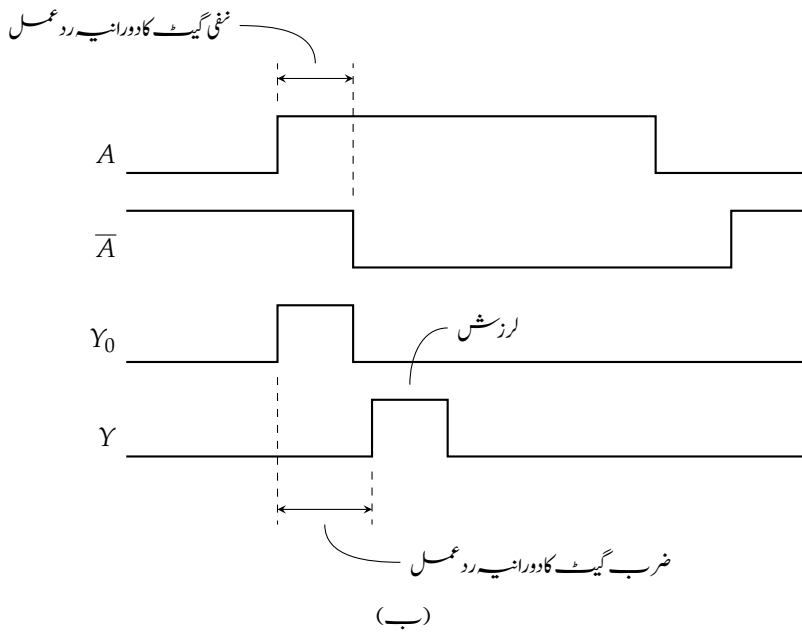 نفی گیٹ کا دورانیہ رد عمل
A
A̅
Y₀
لرزش
Y
ضرب گیٹ کا دورانیہ رد عمل
(ب)